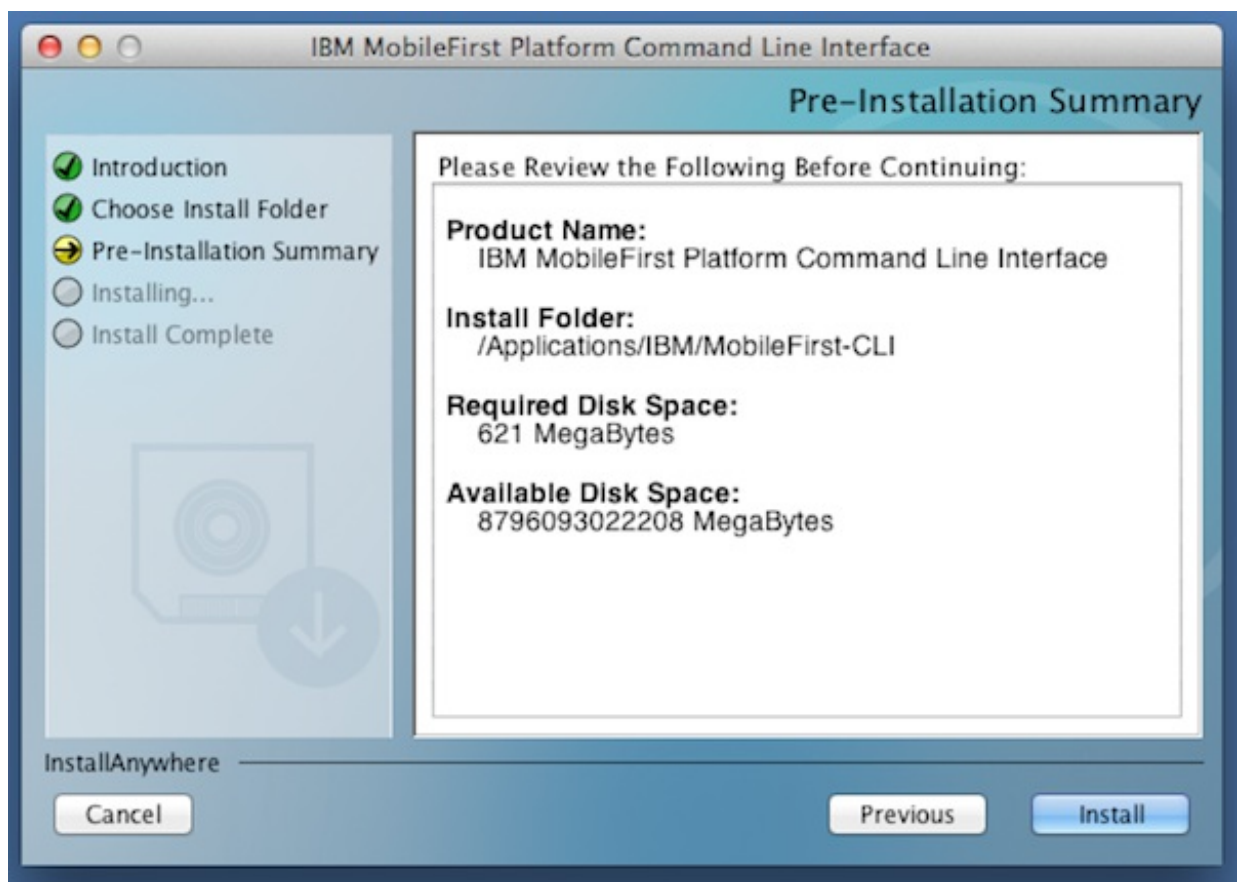 IBM MobileFirst Platform Command Line Interface
Pre-Installation Summary
Introduction
Choose Install Folder
Pre-Installation Summary
Installing...
Install Complete
Please Review the Following Before Continuing:
Product Name:
IBM MobileFirst Platform Command Line Interface
Install Folder:
/Applications/IBM/MobileFirst-CLI
Required Disk Space:
621 MegaBytes
Available Disk Space:
8796093022208 MegaBytes
InstallAnywhere
Cancel
Previous
Install